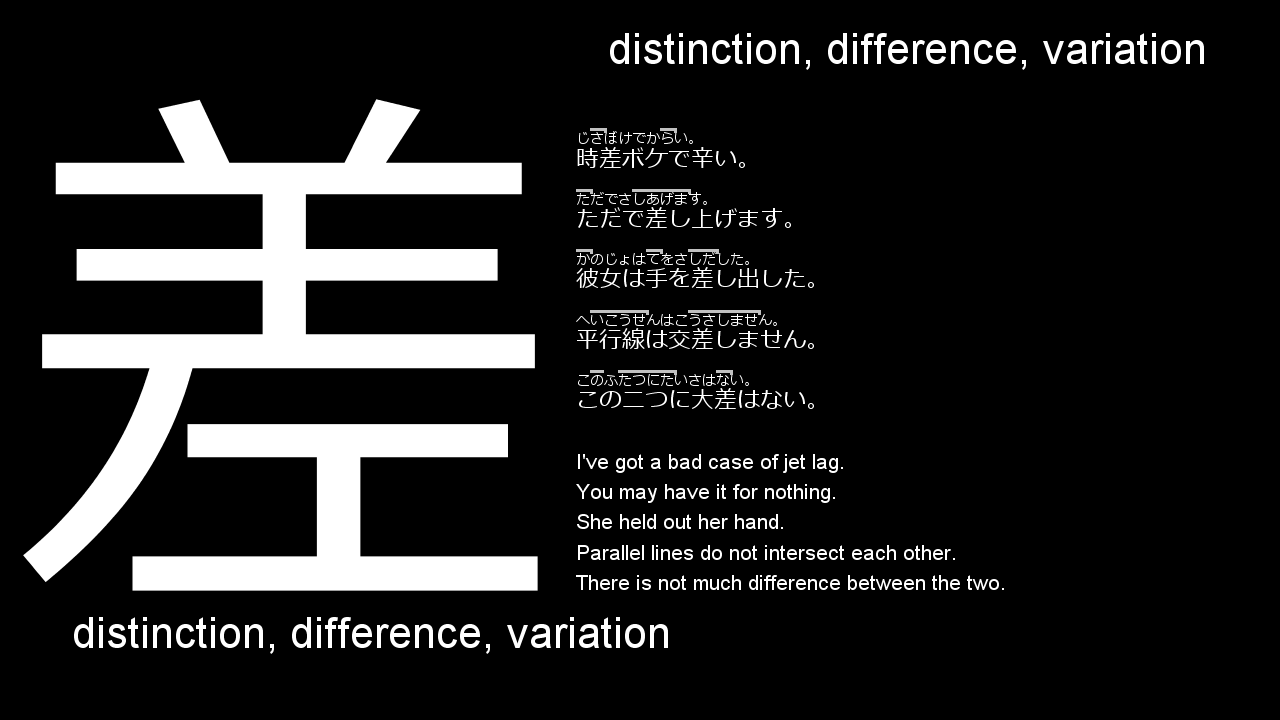 distinction, difference, variation
差
じさぼけでからい。
時差ボケで辛い。
ただでさしあげます。
ただで差し上げます。
かのじょはてをさしだした。
彼女は手を差し出した。
へいこうせんはこうさしません。
平行線は交差しません。
このふたつにたいさはない。
この二つに大差はない。
I've got a bad case of jet lag.
You may have it for nothing.
She held out her hand.
Parallel lines do not intersect each other.
There is not much difference between the two.
distinction, difference, variation